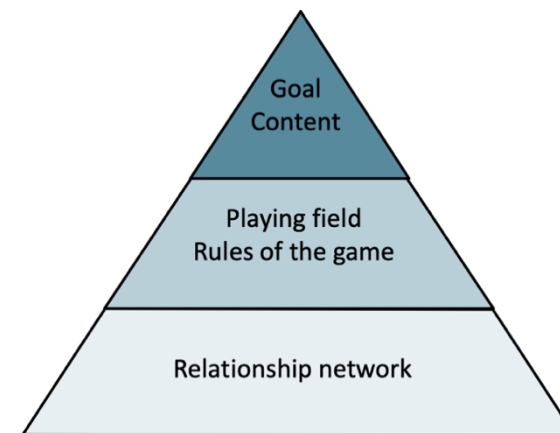 Goal
Content
Playing field
Rules of the game
Relationship network